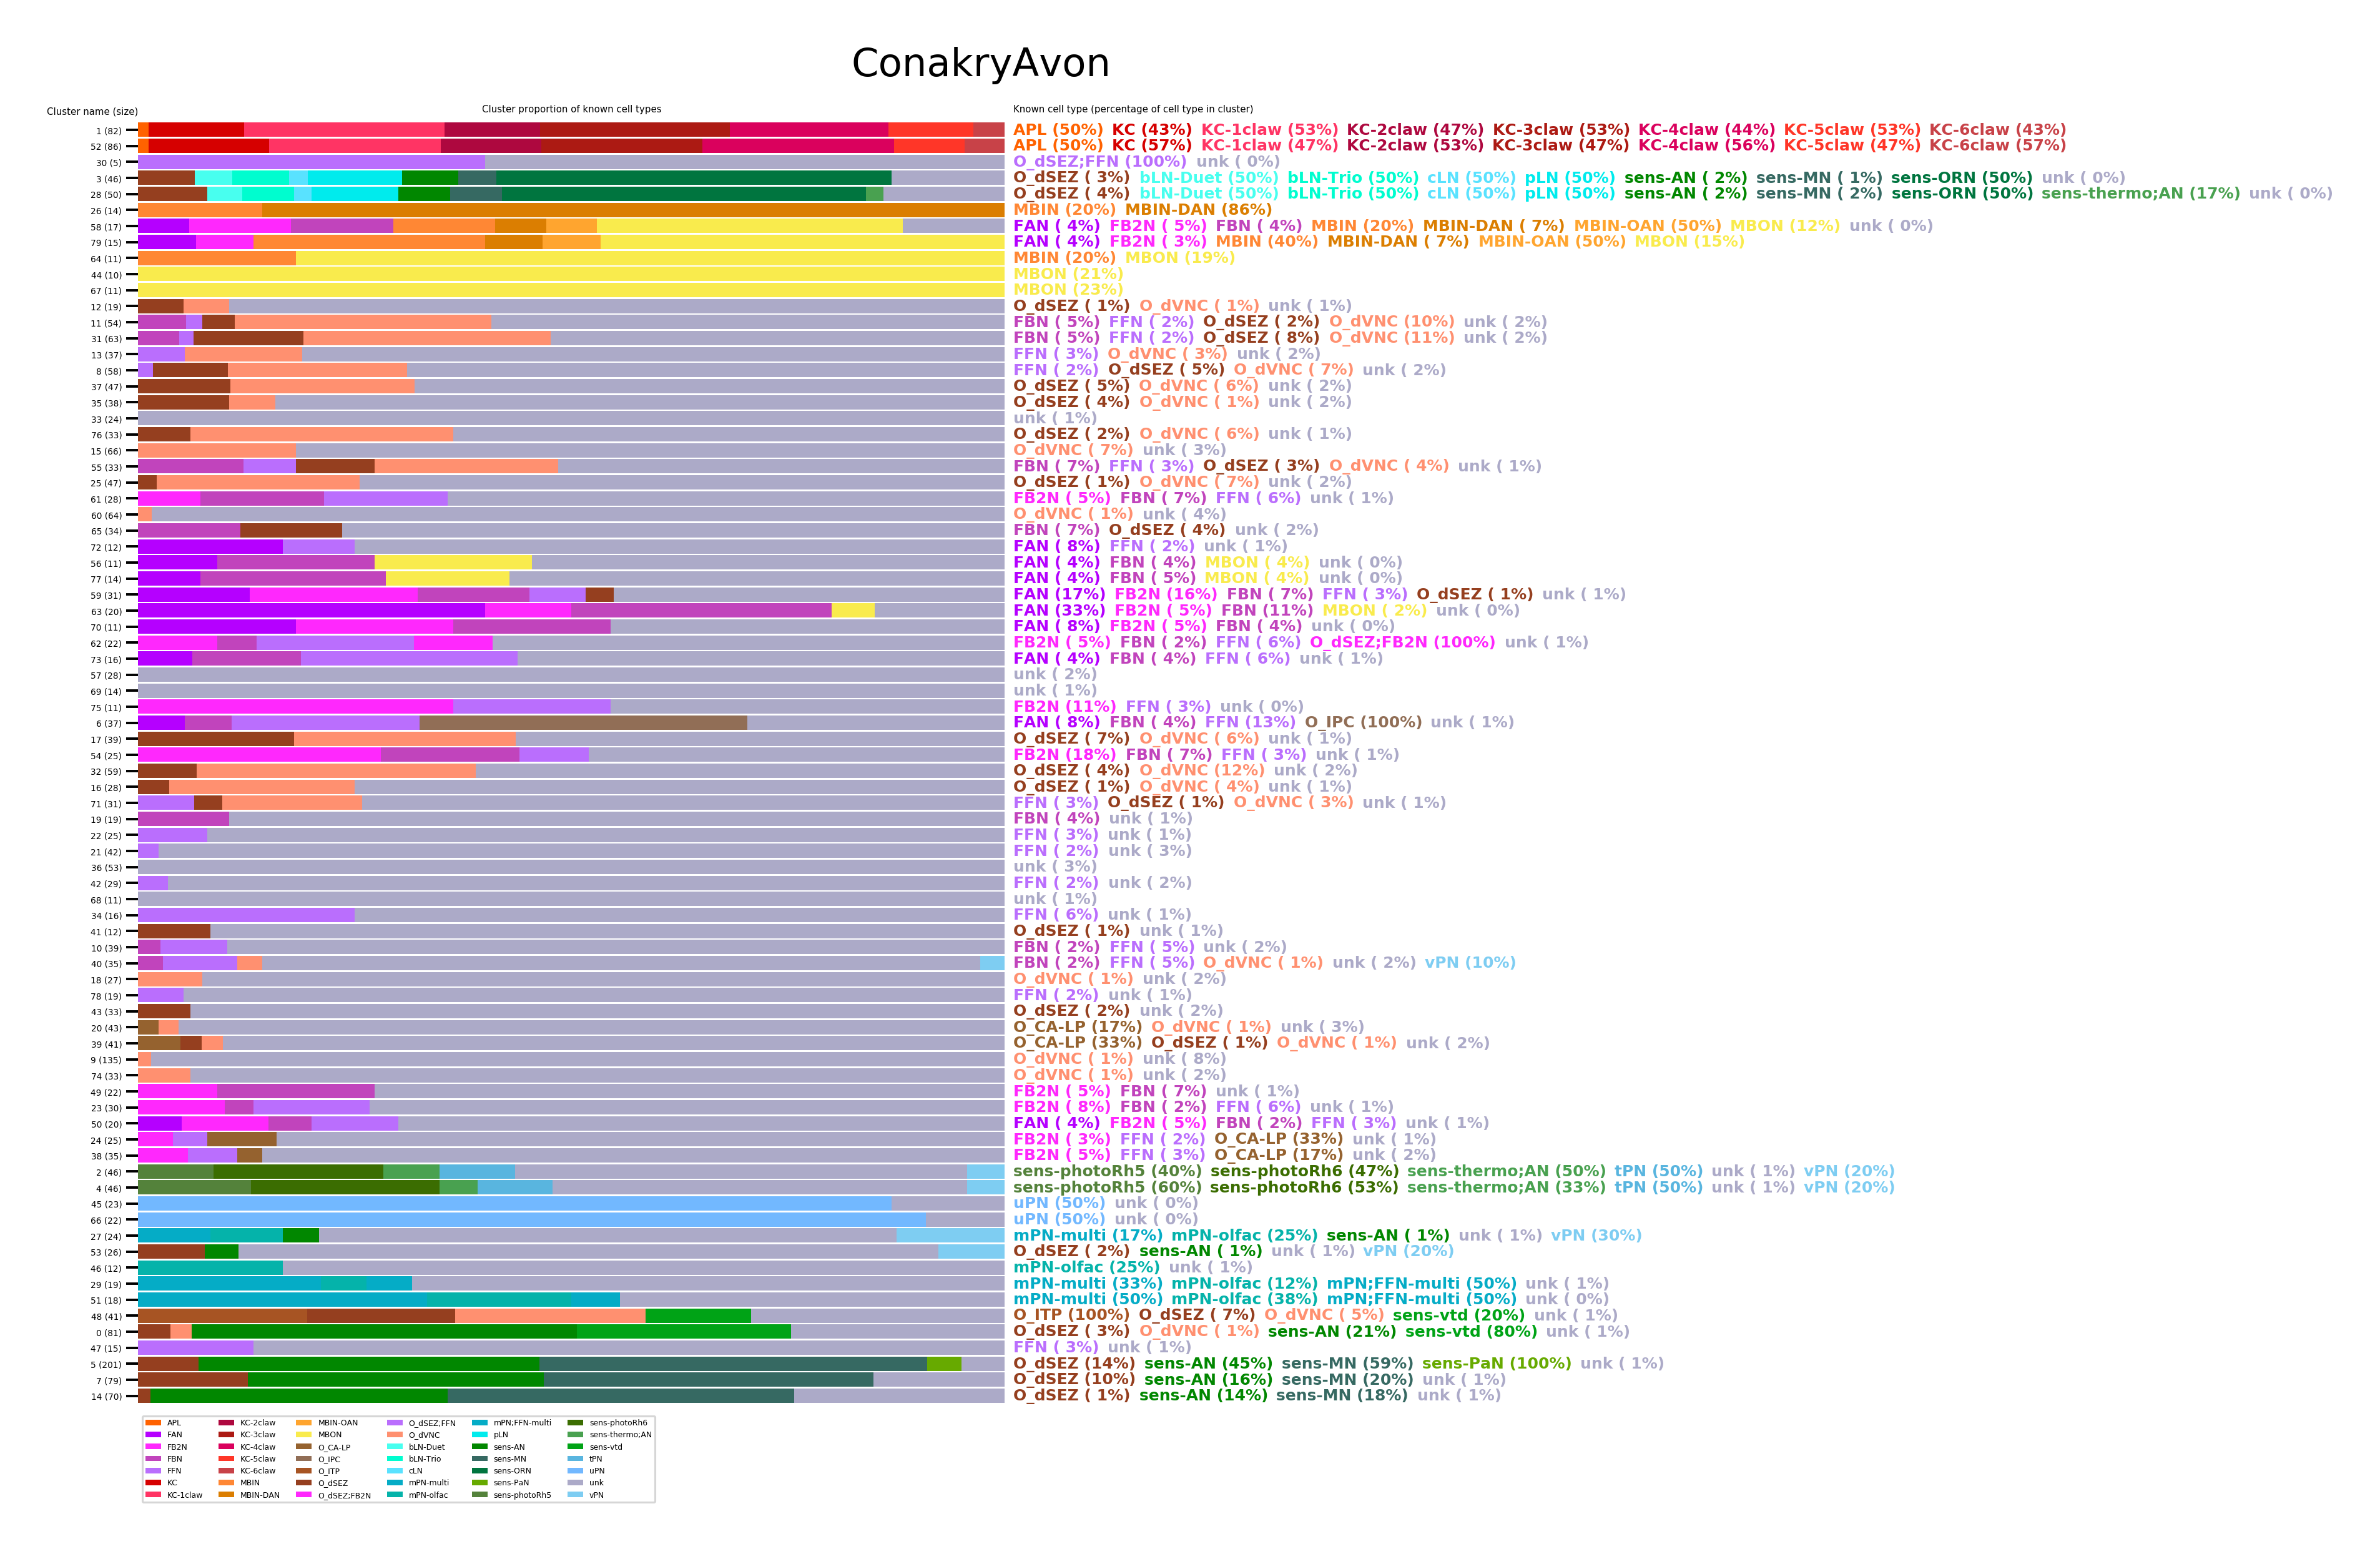 ConakryAvon
Cluster name (size) Cluster proportion of known cell types Known cell type (percentage of cell type in cluster)
1 (82) APL (50%) KC (43%) KC-1claw (53%) KC-2claw (47%) KC-3claw (53%) KC-4claw (44%) KC-5claw (53%) KC-6claw (43%)
52 (86) APL (50%) KC (57%) KC-1claw (47%) KC-2claw (53%) KC-3claw (47%) KC-4claw (56%) KC-5claw (47%) KC-6claw (57%)
30 (5) O_dSEZ;FFN (100%) unk ( 0%)
3 (46) O_dSEZ ( 3%) bLN-Duet (50%) bLN-Trio (50%) cLN (50%) pLN (50%) sens-AN ( 2%) sens-MN ( 1%) sens-ORN (50%) unk ( 0%)
28 (50) O_dSEZ ( 4%) bLN-Duet (50%) bLN-Trio (50%) cLN (50%) pLN (50%) sens-AN ( 2%) sens-MN ( 2%) sens-ORN (50%) sens-thermo;AN (17%) unk ( 0%)
26 (14) MBIN (20%) MBIN-DAN (86%)
58 (17) FAN ( 4%) FB2N ( 5%) FBN ( 4%) MBIN (20%) MBIN-DAN ( 7%) MBIN-OAN (50%) MBON (12%) unk ( 0%)
79 (15) FAN ( 4%) FB2N ( 3%) MBIN (40%) MBIN-DAN ( 7%) MBIN-OAN (50%) MBON (15%)
64 (11) MBIN (20%) MBON (19%)
44 (10) MBON (21%)
67 (11) MBON (23%)
12 (19) O_dSEZ ( 1%) O_dVNC ( 1%) unk ( 1%)
11 (54) FBN ( 5%) FFN ( 2%) O_dSEZ ( 2%) O_dVNC (10%) unk ( 2%)
31 (63) FBN ( 5%) FFN ( 2%) O_dSEZ ( 8%) O_dVNC (11%) unk ( 2%)
13 (37) FFN ( 3%) O_dVNC ( 3%) unk ( 2%)
8 (58) FFN ( 2%) O_dSEZ ( 5%) O_dVNC ( 7%) unk ( 2%)
37 (47) O_dSEZ ( 5%) O_dVNC ( 6%) unk ( 2%)
35 (38) O_dSEZ ( 4%) O_dVNC ( 1%) unk ( 2%)
33 (24) unk ( 1%)
76 (33) O_dSEZ ( 2%) O_dVNC ( 6%) unk ( 1%)
15 (66) O_dVNC ( 7%) unk ( 3%)
55 (33) FBN ( 7%) FFN ( 3%) O_dSEZ ( 3%) O_dVNC ( 4%) unk ( 1%)
25 (47) O_dSEZ ( 1%) O_dVNC ( 7%) unk ( 2%)
61 (28) FB2N ( 5%) FBN ( 7%) FFN ( 6%) unk ( 1%)
60 (64) O_dVNC ( 1%) unk ( 4%)
65 (34) FBN ( 7%) O_dSEZ ( 4%) unk ( 2%)
72 (12) FAN ( 8%) FFN ( 2%) unk ( 1%)
56 (11) FAN ( 4%) FBN ( 4%) MBON ( 4%) unk ( 0%)
77 (14) FAN ( 4%) FBN ( 5%) MBON ( 4%) unk ( 0%)
59 (31) FAN (17%) FB2N (16%) FBN ( 7%) FFN ( 3%) O_dSEZ ( 1%) unk ( 1%)
63 (20) FAN (33%) FB2N ( 5%) FBN (11%) MBON ( 2%) unk ( 0%)
70 (11) FAN ( 8%) FB2N ( 5%) FBN ( 4%) unk ( 0%)
62 (22) FB2N ( 5%) FBN ( 2%) FFN ( 6%) O_dSEZ;FB2N (100%) unk ( 1%)
73 (16) FAN ( 4%) FBN ( 4%) FFN ( 6%) unk ( 1%)
57 (28) unk ( 2%)
69 (14) unk ( 1%)
75 (11) FB2N (11%) FFN ( 3%) unk ( 0%)
6 (37) FAN ( 8%) FBN ( 4%) FFN (13%) O_IPC (100%) unk ( 1%)
17 (39) O_dSEZ ( 7%) O_dVNC ( 6%) unk ( 1%)
54 (25) FB2N (18%) FBN ( 7%) FFN ( 3%) unk ( 1%)
32 (59) O_dSEZ ( 4%) O_dVNC (12%) unk ( 2%)
16 (28) O_dSEZ ( 1%) O_dVNC ( 4%) unk ( 1%)
71 (31) FFN ( 3%) O_dSEZ ( 1%) O_dVNC ( 3%) unk ( 1%)
19 (19) FBN ( 4%) unk ( 1%)
22 (25) FFN ( 3%) unk ( 1%)
21 (42) FFN ( 2%) unk ( 3%)
36 (53) unk ( 3%)
42 (29) FFN ( 2%) unk ( 2%)
68 (11) unk ( 1%)
34 (16) FFN ( 6%) unk ( 1%)
41 (12) O_dSEZ ( 1%) unk ( 1%)
10 (39) FBN ( 2%) FFN ( 5%) unk ( 2%)
40 (35) FBN ( 2%) FFN ( 5%) O_dVNC ( 1%) unk ( 2%) vPN (10%)
18 (27) O_dVNC ( 1%) unk ( 2%)
78 (19) FFN ( 2%) unk ( 1%)
43 (33) O_dSEZ ( 2%) unk ( 2%)
20 (43) O_CA-LP (17%) O_dVNC ( 1%) unk ( 3%)
39 (41) O_CA-LP (33%) O_dSEZ ( 1%) O_dVNC ( 1%) unk ( 2%)
9 (135) O_dVNC ( 1%) unk ( 8%)
74 (33) O_dVNC ( 1%) unk ( 2%)
49 (22) FB2N ( 5%) FBN ( 7%) unk ( 1%)
23 (30) FB2N ( 8%) FBN ( 2%) FFN ( 6%) unk ( 1%)
50 (20) FAN ( 4%) FB2N ( 5%) FBN ( 2%) FFN ( 3%) unk ( 1%)
24 (25) FB2N ( 3%) FFN ( 2%) O_CA-LP (33%) unk ( 1%)
38 (35) FB2N ( 5%) FFN ( 3%) O_CA-LP (17%) unk ( 2%)
2 (46) sens-photoRh5 (40%) sens-photoRh6 (47%) sens-thermo;AN (50%) tPN (50%) unk ( 1%) vPN (20%)
4 (46) sens-photoRh5 (60%) sens-photoRh6 (53%) sens-thermo;AN (33%) tPN (50%) unk ( 1%) vPN (20%)
45 (23) uPN (50%) unk ( 0%)
66 (22) uPN (50%) unk ( 0%)
27 (24) mPN-multi (17%) mPN-olfac (25%) sens-AN ( 1%) unk ( 1%) vPN (30%)
53 (26) O_dSEZ ( 2%) sens-AN ( 1%) unk ( 1%) vPN (20%)
46 (12) mPN-olfac (25%) unk ( 1%)
29 (19) mPN-multi (33%) mPN-olfac (12%) mPN;FFN-multi (50%) unk ( 1%)
51 (18) mPN-multi (50%) mPN-olfac (38%) mPN;FFN-multi (50%) unk ( 0%)
48 (41) O_ITP (100%) O_dSEZ ( 7%) O_dVNC ( 5%) sens-vtd (20%) unk ( 1%)
0 (81) O_dSEZ ( 3%) O_dVNC ( 1%) sens-AN (21%) sens-vtd (80%) unk ( 1%)
47 (15) FFN ( 3%) unk ( 1%)
5 (201) O_dSEZ (14%) sens-AN (45%) sens-MN (59%) sens-PaN (100%) unk ( 1%)
7 (79) O_dSEZ (10%) sens-AN (16%) sens-MN (20%) unk ( 1%)
14 (70) O_dSEZ ( 1%) sens-AN (14%) sens-MN (18%) unk ( 1%)
APL KC-2claw MBIN-OAN O_dSEZ;FFN mPN;FFN-multi sens-photoRh6
FAN KC-3claw MBON O_dVNC pLN sens-thermo;AN
FB2N KC-4claw O_CA-LP bLN-Duet sens-AN sens-vtd
FBN KC-5claw O_IPC bLN-Trio sens-MN tPN
FFN KC-6claw O_ITP cLN sens-ORN uPN
KC MBIN O_dSEZ mPN-multi sens-PaN unk
KC-1claw MBIN-DAN O_dSEZ;FB2N mPN-olfac sens-photoRh5 vPN